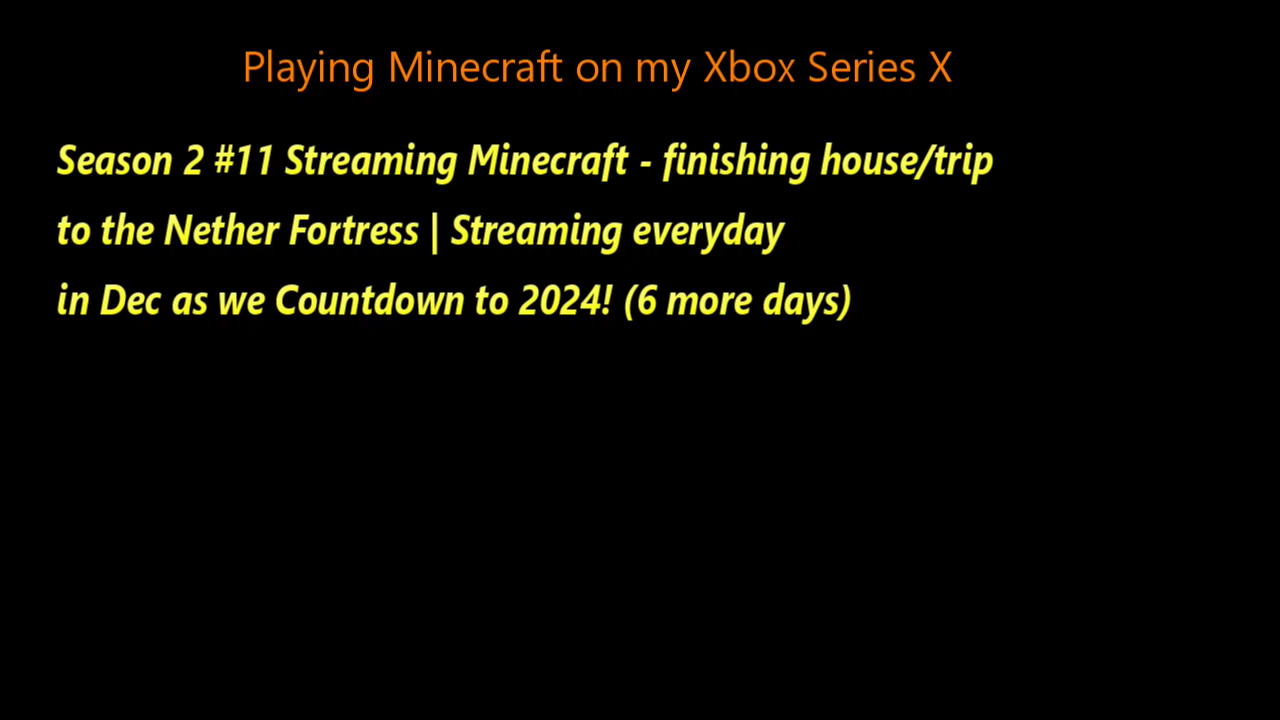 Playing Minecraft on my Xbox Series X
Season 2 #11 Streaming Minecraft - finishing house/trip
to the Nether Fortress | Streaming everyday
in Dec as we Countdown to 2024! (6 more days)